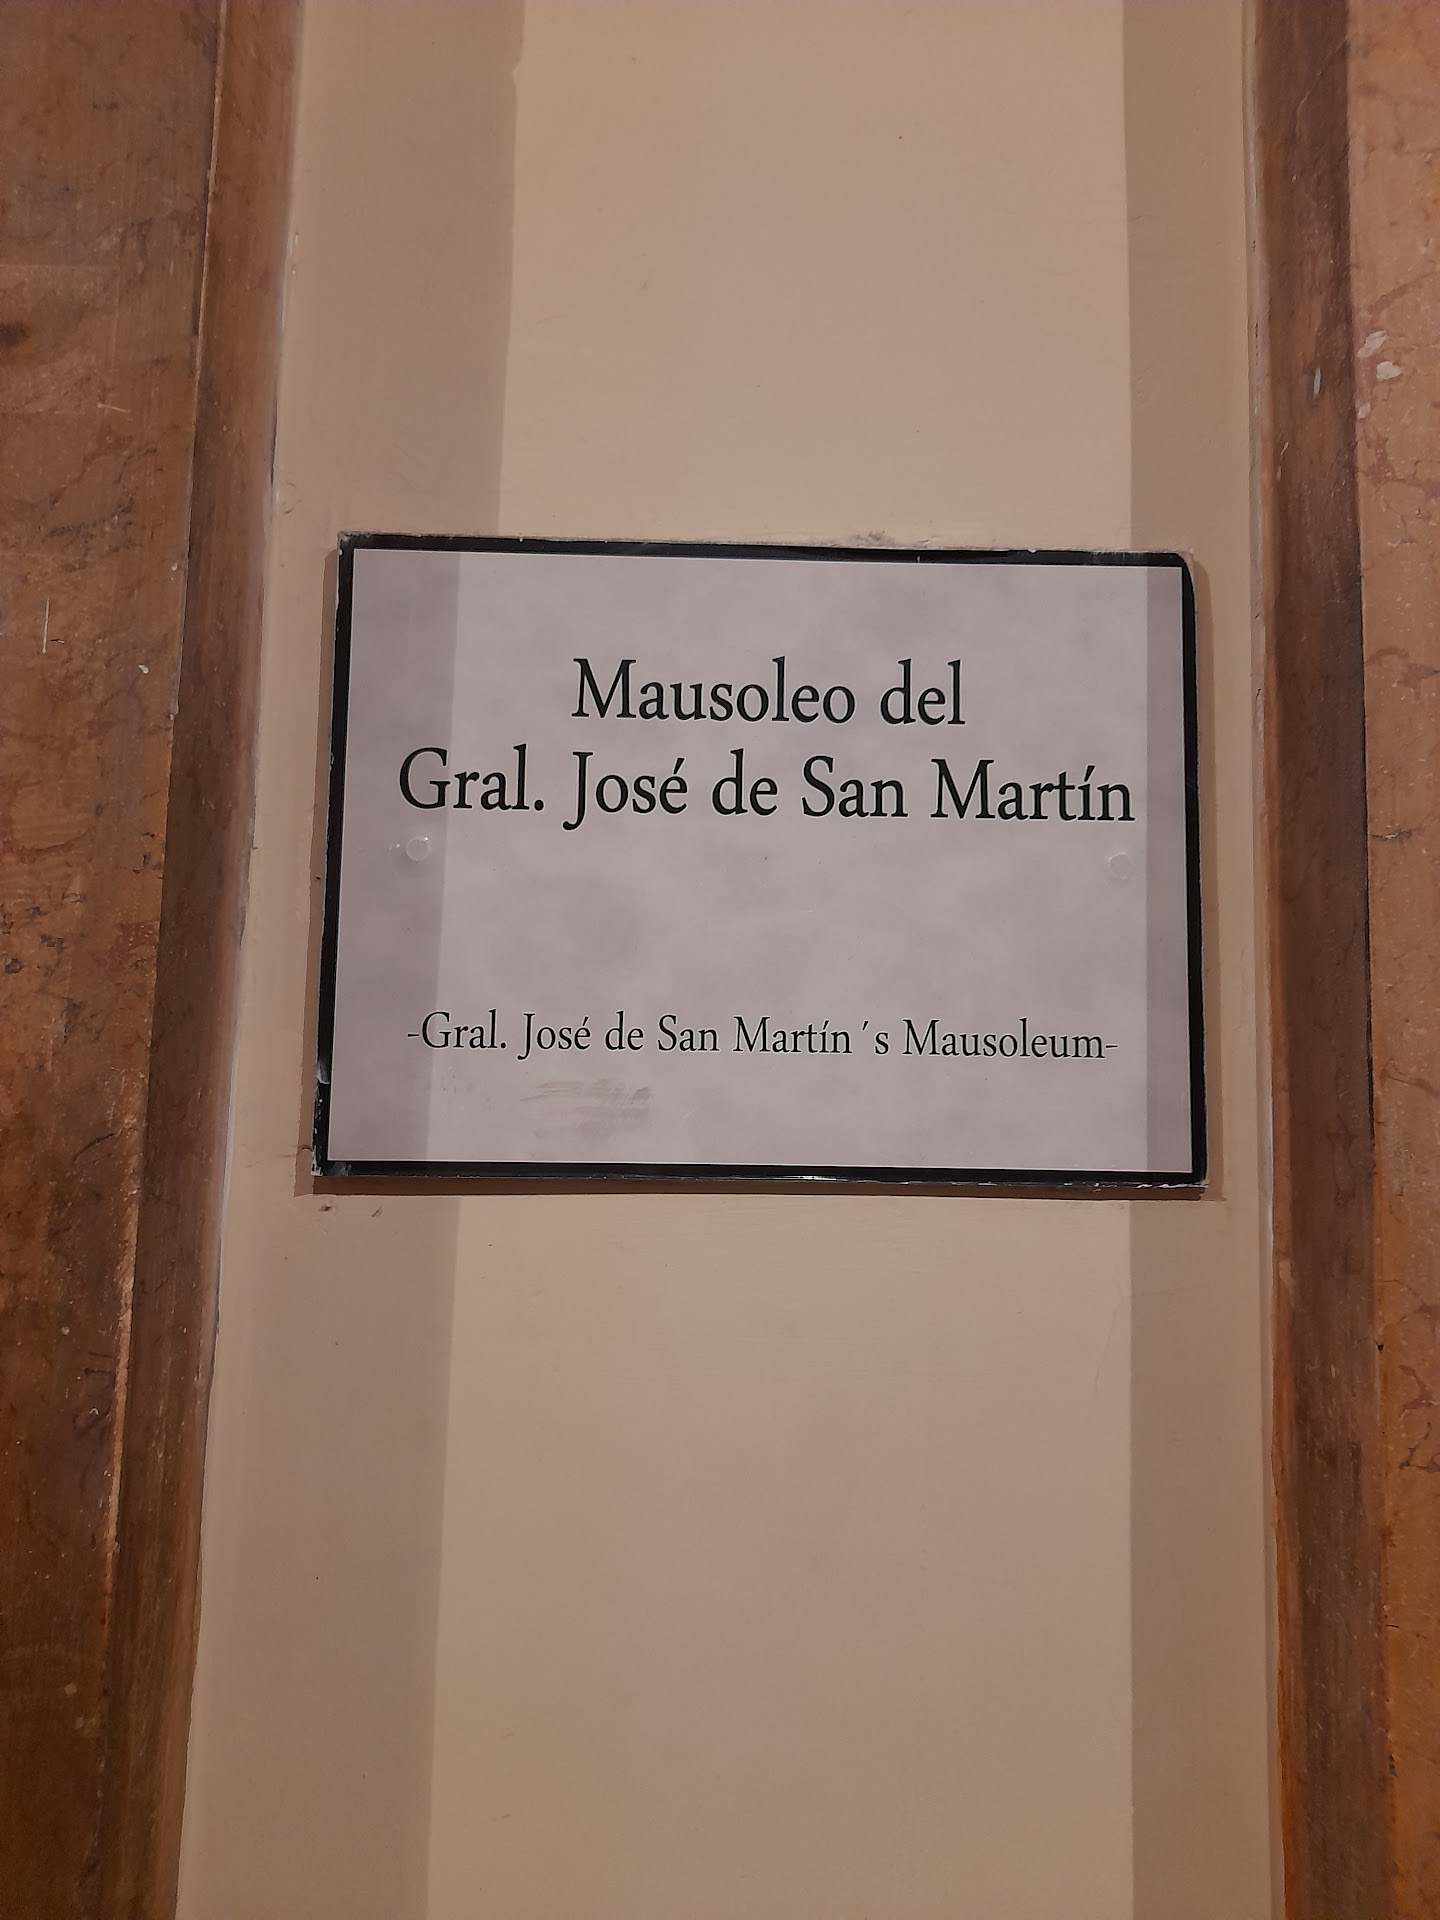 Mausoleo del
Gral. José de San Martín
-Gral. José de San Martín´s Mausoleum-